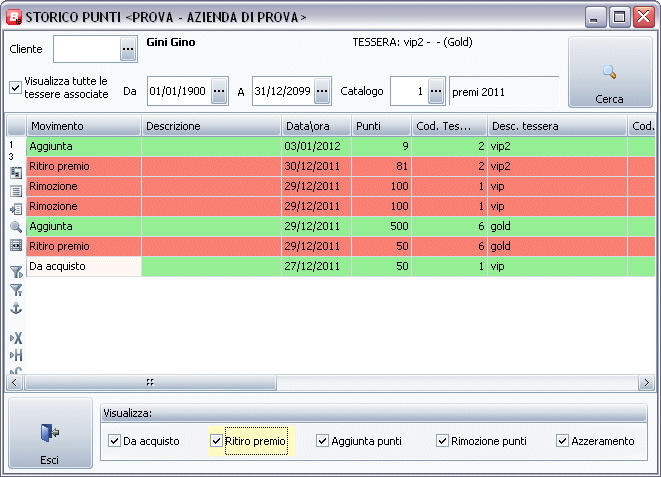 STORICO PUNTI <PROVA - AZIENDA DI PROVA>
Cliente ... Gini Gino TESSERA: vip2 - - (Gold)
Visualizza tutte le
tessere associate
Da 01/01/1900 ... A 31/12/2099 ... Catalogo 1 ... premi 2011
Cerca
Movimento Descrizione Data\ora Punti Cod. Tes... Desc. tessera Cod.
1
3
Aggiunta 03/01/2012 9 2 vip2
Ritiro premio 30/12/2011 81 2 vip2
Rimozione 29/12/2011 100 1 vip
Rimozione 29/12/2011 100 1 vip
Aggiunta 29/12/2011 500 6 gold
Ritiro premio 29/12/2011 50 6 gold
Da acquisto 27/12/2011 50 1 vip
X
H
Esci
Visualizza:
Da acquisto Ritiro premio Aggiunta punti Rimozione punti Azzeramento